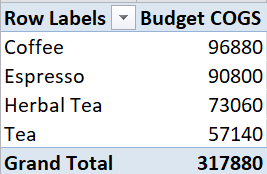 Row Labels Budget COGS
Coffee 96880
Espresso 90800
Herbal Tea 73060
Tea 57140
Grand Total 317880